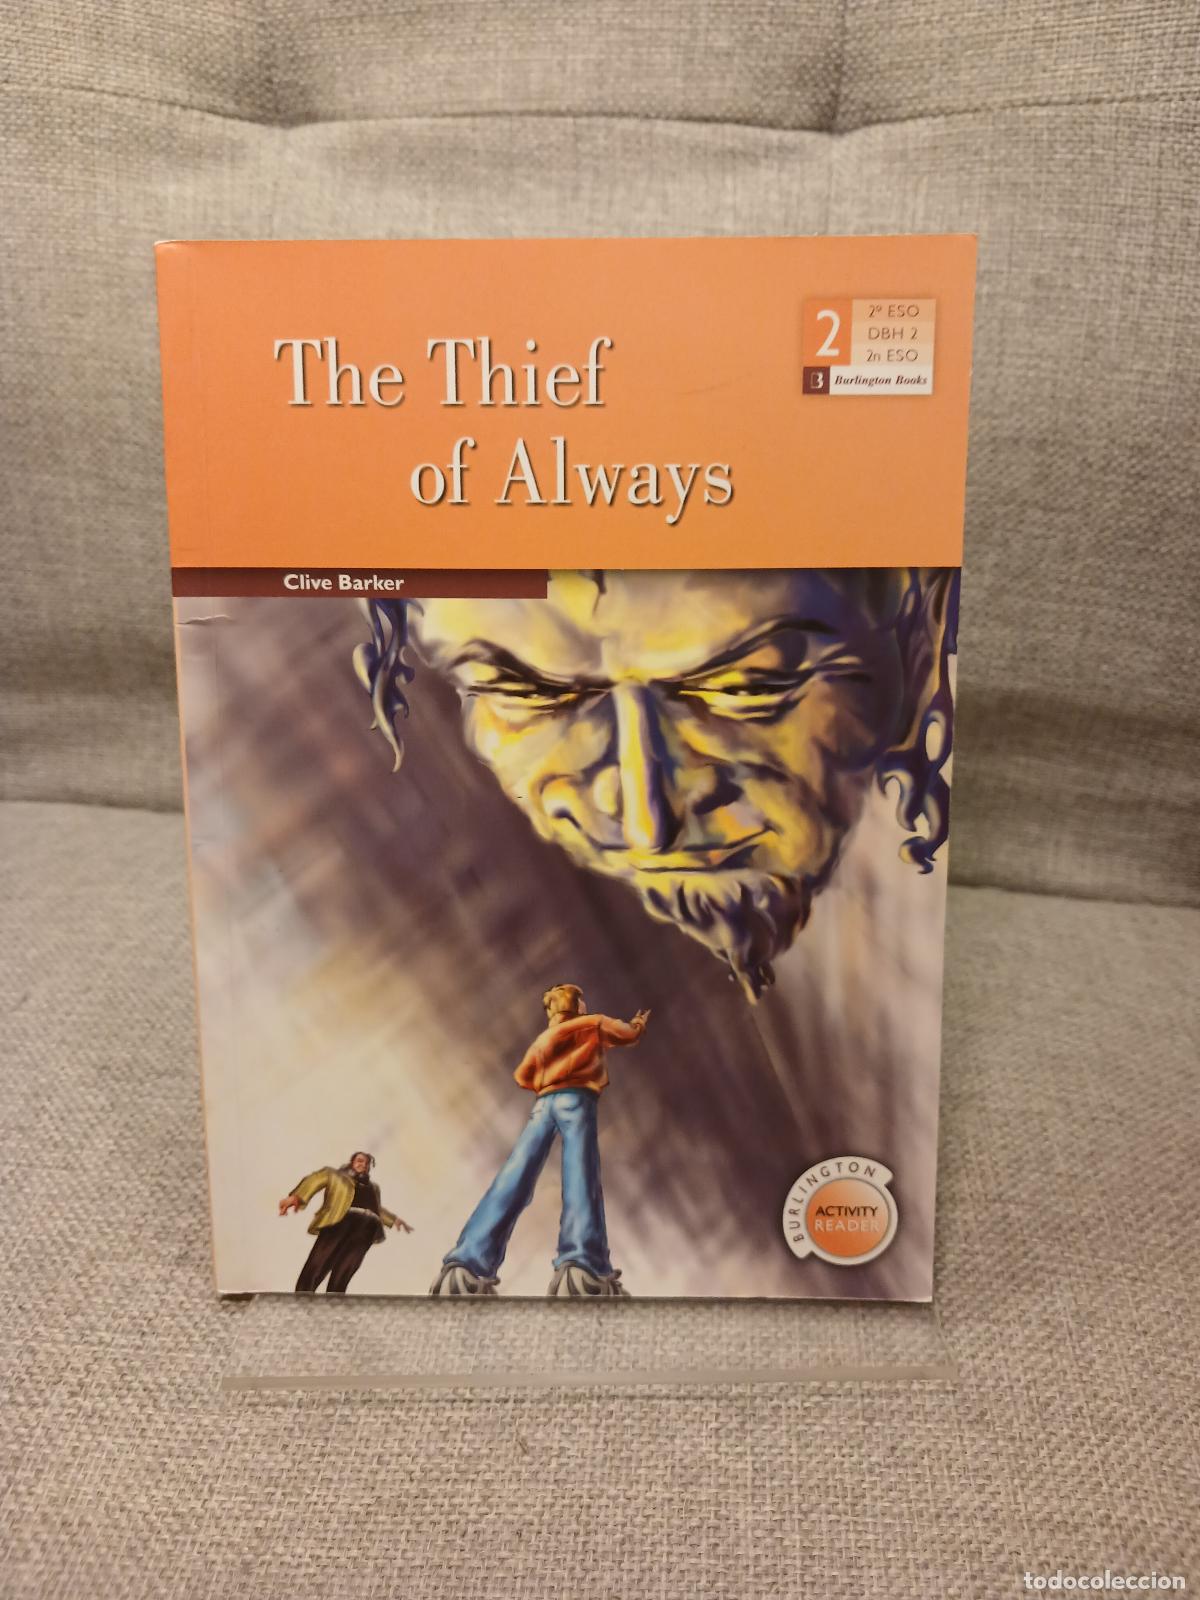 The Thief
of Always
2
2º ESO
DBH 2
2n ESO
B Burlington Books
Clive Barker
BURLINGTON
ACTIVITY
READER
todocoleccion